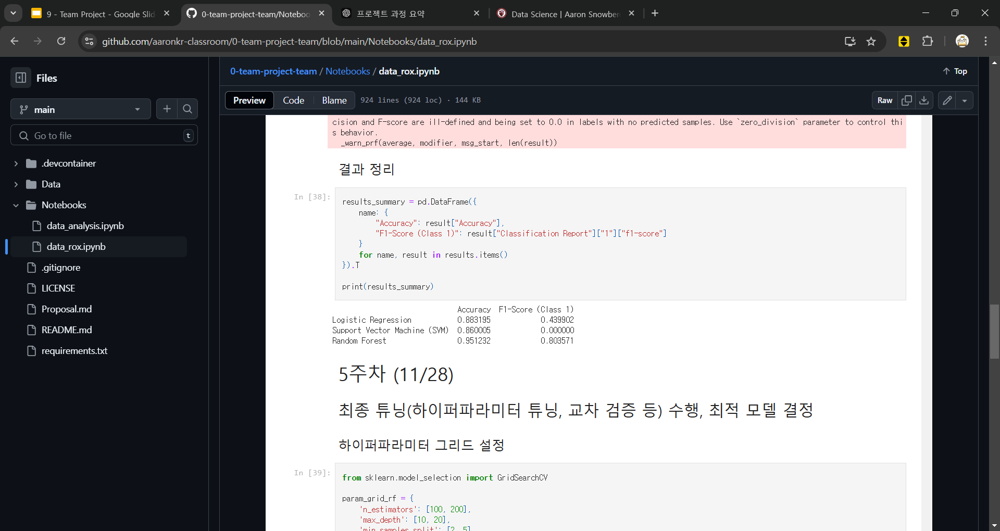 9 - Team Project - Google Slid
0-team-project-team/Noteboo
프로젝트 과정 요약
Data Science | Aaron Snowber
github.com/aaronkr-classroom/0-team-project-team/blob/main/Notebooks/data_rox.ipynb
Files
main
Go to file
t
.devcontainer
Data
Notebooks
data_analysis.ipynb
data_rox.ipynb
.gitignore
LICENSE
Proposal.md
README.md
requirements.txt
0-team-project-team / Notebooks / data_rox.ipynb
Top
Preview Code Blame 924 lines (924 loc) · 144 KB
Raw
cision and F-score are ill-defined and being set to 0.0 in labels with no predicted samples. Use `zero_division` parameter to control thi
s behavior.
_warn_prf(average, modifier, msg_start, len(result))
결과 정리
In [38]:
results_summary = pd.DataFrame({
name: {
"Accuracy": result["Accuracy"],
"F1-Score (Class 1)": result["Classification Report"]["1"]["f1-score"]
}
for name, result in results.items()
}).T
print(results_summary)
Accuracy F1-Score (Class 1)
Logistic Regression 0.883195 0.439902
Support Vector Machine (SVM) 0.860005 0.000000
Random Forest 0.951232 0.803571
5주차 (11/28)
최종 튜닝(하이퍼파라미터 튜닝, 교차 검증 등) 수행, 최적 모델 결정
하이퍼파라미터 그리드 설정
In [39]:
from sklearn.model_selection import GridSearchCV
param_grid_rf = {
'n_estimators': [100, 200],
'max_depth': [10, 20],
'min_samples_split': [2, 5]